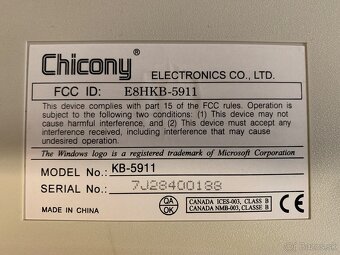 Chicony® ELECTRONICS CO., LTD.
FCC ID: E8HKB-5911
This device complies with part 15 of the FCC rules. Operation is
subject to the following two conditions: (1) This device may not
cause harmful interference, and (2) This device must accept any
interference received, including interference that may cause
undesired operation.
The Windows logo is a registered trademark of Microsoft Corporation
MODEL No.: KB-5911
SERIAL No.: 7J28400188
MADE IN CHINA
QA
OK
CANADA ICES-003, CLASS B
CANADA NMB-003, CLASSE B
CE